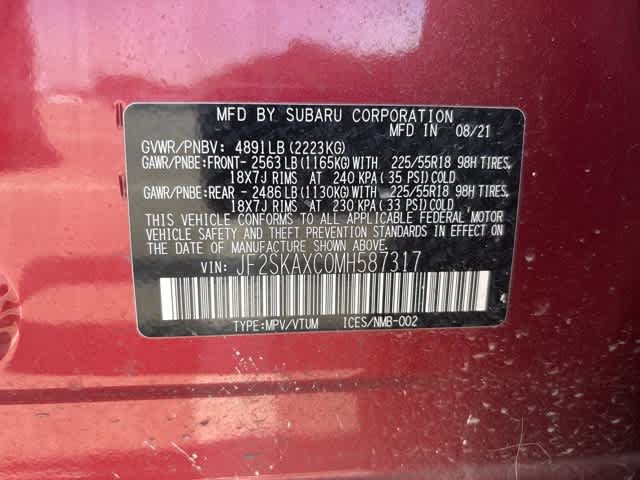 MFD BY SUBARU CORPORATION
MFD IN 08/21
GVWR/PNBV: 4891LB (2223KG)
GAWR/PNBE:FRONT- 2563LB (1165KG)WITH 225/55R18 98H TIRES,
18X7J RIMS AT 240 KPA ( 35 PSI)COLD
GAWR/PNBE:REAR - 2486LB (1130KG)WITH 225/55R18 98H TIRES,
18X7J RIMS AT 230 KPA (33 PSI)COLD
THIS VEHICLE CONFORMS TO ALL APPLICABLE FEDERAL MOTOR
VEHICLE SAFETY AND THEFT PREVENTION STANDARDS IN EFFECT ON
THE DATE OF MANUFACTURE SHOWN ABOVE.
VIN: JF2SKAXC0MH587317
TYPE:MPV/VTUM ICES/NMB-002